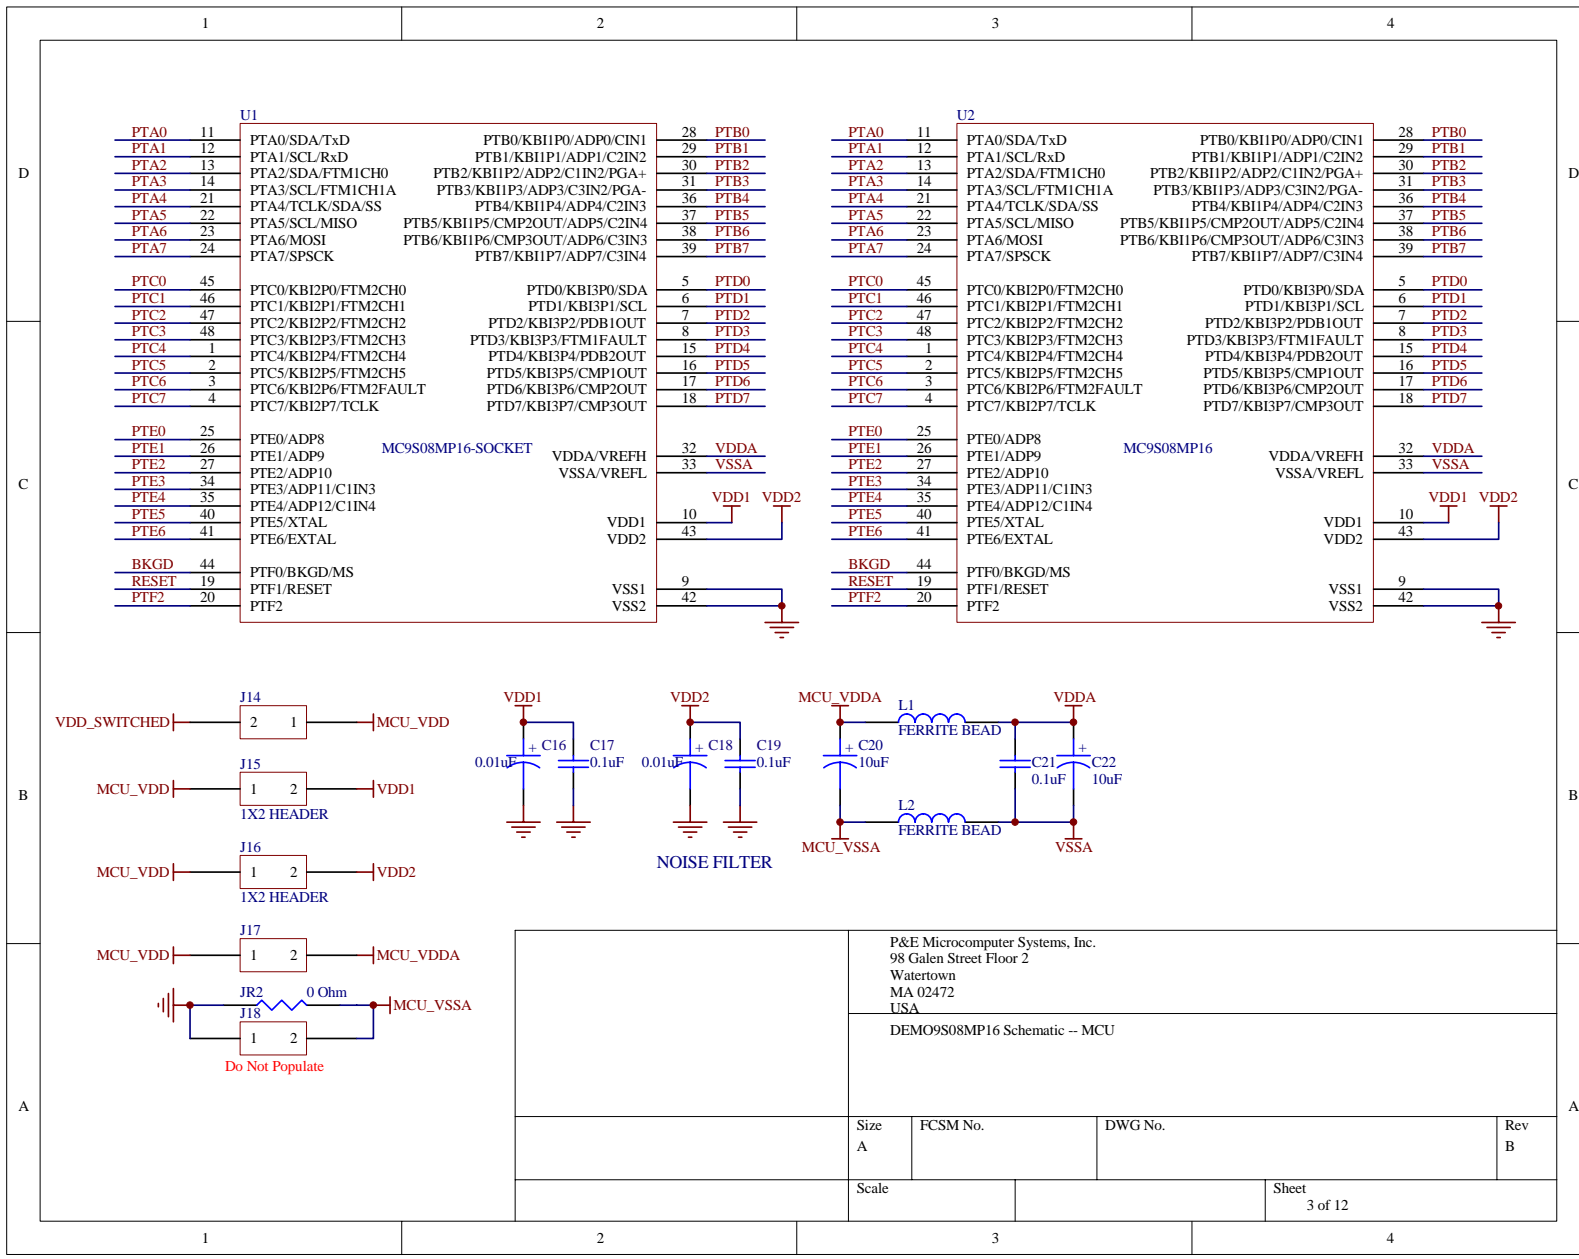 1 2 3 4
D D
C C
B B
A A
U1
PTA0 11 PTA0/SDA/TxD PTB0/KBI1P0/ADP0/CIN1 28 PTB0
PTA1 12 PTA1/SCL/RxD PTB1/KBI1P1/ADP1/C2IN2 29 PTB1
PTA2 13 PTA2/SDA/FTM1CH0 PTB2/KBI1P2/ADP2/C1IN2/PGA+ 30 PTB2
PTA3 14 PTA3/SCL/FTM1CH1A PTB3/KBI1P3/ADP3/C3IN2/PGA- 31 PTB3
PTA4 21 PTA4/TCLK/SDA/SS PTB4/KBI1P4/ADP4/C2IN3 36 PTB4
PTA5 22 PTA5/SCL/MISO PTB5/KBI1P5/CMP2OUT/ADP5/C2IN4 37 PTB5
PTA6 23 PTA6/MOSI PTB6/KBI1P6/CMP3OUT/ADP6/C3IN3 38 PTB6
PTA7 24 PTA7/SPSCK PTB7/KBI1P7/ADP7/C3IN4 39 PTB7
PTC0 45 PTC0/KBI2P0/FTM2CH0 PTD0/KBI3P0/SDA 5 PTD0
PTC1 46 PTC1/KBI2P1/FTM2CH1 PTD1/KBI3P1/SCL 6 PTD1
PTC2 47 PTC2/KBI2P2/FTM2CH2 PTD2/KBI3P2/PDB1OUT 7 PTD2
PTC3 48 PTC3/KBI2P3/FTM2CH3 PTD3/KBI3P3/FTM1FAULT 8 PTD3
PTC4 1 PTC4/KBI2P4/FTM2CH4 PTD4/KBI3P4/PDB2OUT 15 PTD4
PTC5 2 PTC5/KBI2P5/FTM2CH5 PTD5/KBI3P5/CMP1OUT 16 PTD5
PTC6 3 PTC6/KBI2P6/FTM2FAULT PTD6/KBI3P6/CMP2OUT 17 PTD6
PTC7 4 PTC7/KBI2P7/TCLK PTD7/KBI3P7/CMP3OUT 18 PTD7
PTE0 25 PTE0/ADP8
PTE1 26 PTE1/ADP9 MC9S08MP16-SOCKET VDDA/VREFH 32 VDDA
PTE2 27 PTE2/ADP10 VSSA/VREFL 33 VSSA
PTE3 34 PTE3/ADP11/C1IN3
PTE4 35 PTE4/ADP12/C1IN4 VDD1 VDD2
PTE5 40 PTE5/XTAL VDD1 10
PTE6 41 PTE6/EXTAL VDD2 43
BKGD 44 PTF0/BKGD/MS
RESET 19 PTF1/RESET VSS1 9
PTF2 20 PTF2 VSS2 42
U2
PTA0 11 PTA0/SDA/TxD PTB0/KBI1P0/ADP0/CIN1 28 PTB0
PTA1 12 PTA1/SCL/RxD PTB1/KBI1P1/ADP1/C2IN2 29 PTB1
PTA2 13 PTA2/SDA/FTM1CH0 PTB2/KBI1P2/ADP2/C1IN2/PGA+ 30 PTB2
PTA3 14 PTA3/SCL/FTM1CH1A PTB3/KBI1P3/ADP3/C3IN2/PGA- 31 PTB3
PTA4 21 PTA4/TCLK/SDA/SS PTB4/KBI1P4/ADP4/C2IN3 36 PTB4
PTA5 22 PTA5/SCL/MISO PTB5/KBI1P5/CMP2OUT/ADP5/C2IN4 37 PTB5
PTA6 23 PTA6/MOSI PTB6/KBI1P6/CMP3OUT/ADP6/C3IN3 38 PTB6
PTA7 24 PTA7/SPSCK PTB7/KBI1P7/ADP7/C3IN4 39 PTB7
PTC0 45 PTC0/KBI2P0/FTM2CH0 PTD0/KBI3P0/SDA 5 PTD0
PTC1 46 PTC1/KBI2P1/FTM2CH1 PTD1/KBI3P1/SCL 6 PTD1
PTC2 47 PTC2/KBI2P2/FTM2CH2 PTD2/KBI3P2/PDB1OUT 7 PTD2
PTC3 48 PTC3/KBI2P3/FTM2CH3 PTD3/KBI3P3/FTM1FAULT 8 PTD3
PTC4 1 PTC4/KBI2P4/FTM2CH4 PTD4/KBI3P4/PDB2OUT 15 PTD4
PTC5 2 PTC5/KBI2P5/FTM2CH5 PTD5/KBI3P5/CMP1OUT 16 PTD5
PTC6 3 PTC6/KBI2P6/FTM2FAULT PTD6/KBI3P6/CMP2OUT 17 PTD6
PTC7 4 PTC7/KBI2P7/TCLK PTD7/KBI3P7/CMP3OUT 18 PTD7
PTE0 25 PTE0/ADP8
PTE1 26 PTE1/ADP9 MC9S08MP16 VDDA/VREFH 32 VDDA
PTE2 27 PTE2/ADP10 VSSA/VREFL 33 VSSA
PTE3 34 PTE3/ADP11/C1IN3
PTE4 35 PTE4/ADP12/C1IN4 VDD1 VDD2
PTE5 40 PTE5/XTAL VDD1 10
PTE6 41 PTE6/EXTAL VDD2 43
BKGD 44 PTF0/BKGD/MS
RESET 19 PTF1/RESET VSS1 9
PTF2 20 PTF2 VSS2 42
J14
VDD_SWITCHED 2 1 MCU_VDD
J15
MCU_VDD 1 2 VDD1
1X2 HEADER
J16
MCU_VDD 1 2 VDD2
1X2 HEADER
J17
MCU_VDD 1 2 MCU_VDDA
JR2 0 Ohm
MCU_VSSA
J18
1 2
Do Not Populate
VDD1
+ C16 0.01uF
C17 0.1uF
VDD2
+ C18 0.01uF
C19 0.1uF
NOISE FILTER
MCU_VDDA L1 VDDA
FERRITE BEAD
+ C20 10uF
C21 0.1uF
+ C22 10uF
L2
FERRITE BEAD
MCU_VSSA VSSA
P&E Microcomputer Systems, Inc.
98 Galen Street Floor 2
Watertown
MA 02472
USA
DEMO9S08MP16 Schematic -- MCU
Size FCSM No. DWG No. Rev
A B
Scale Sheet
3 of 12
1 2 3 4